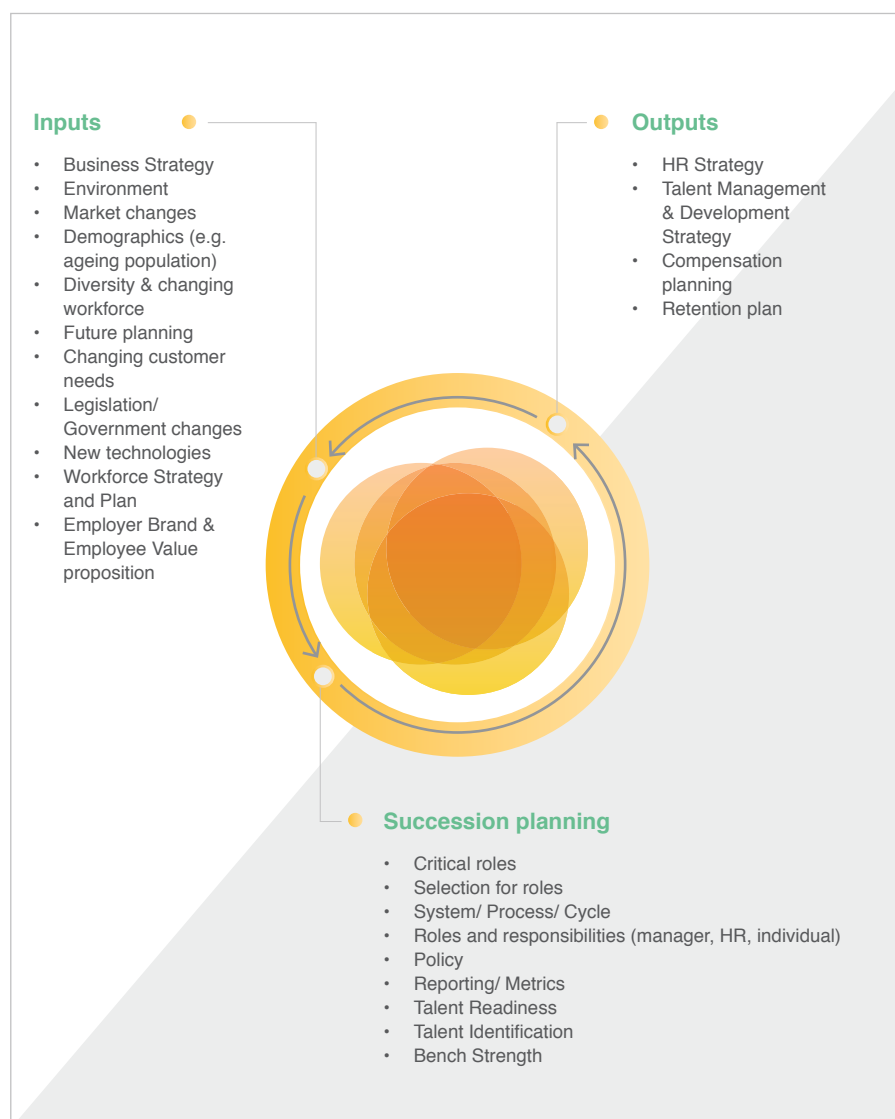 Inputs
• Business Strategy
• Environment
• Market changes
• Demographics (e.g.
ageing population)
• Diversity & changing
workforce
• Future planning
• Changing customer
needs
• Legislation/
Government changes
• New technologies
• Workforce Strategy
and Plan
• Employer Brand &
Employee Value
proposition
Outputs
• HR Strategy
• Talent Management
& Development
Strategy
• Compensation
planning
• Retention plan
Succession planning
• Critical roles
• Selection for roles
• System/ Process/ Cycle
• Roles and responsibilities (manager, HR, individual)
• Policy
• Reporting/ Metrics
• Talent Readiness
• Talent Identification
• Bench Strength